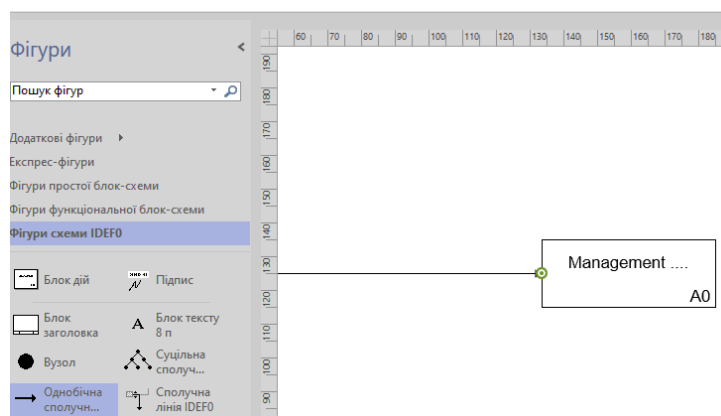 Фігури
<
Пошук фігур
Додаткові фігури
Експрес-фігури
Фігури простої блок-схеми
Фігури функціональної блок-схеми
Фігури схеми IDEF0
Блок дій
Підпис
Блок заголовка
Блок тексту 8 п
Вузол
Суцільна сполуч...
Однобічна сполучн...
Сполучна лінія IDEF0
60 70 80 90 100 110 120 130 140 150 160 170 180
190
180
170
160
150
140
130
120
110
100
90
Management ....
A0